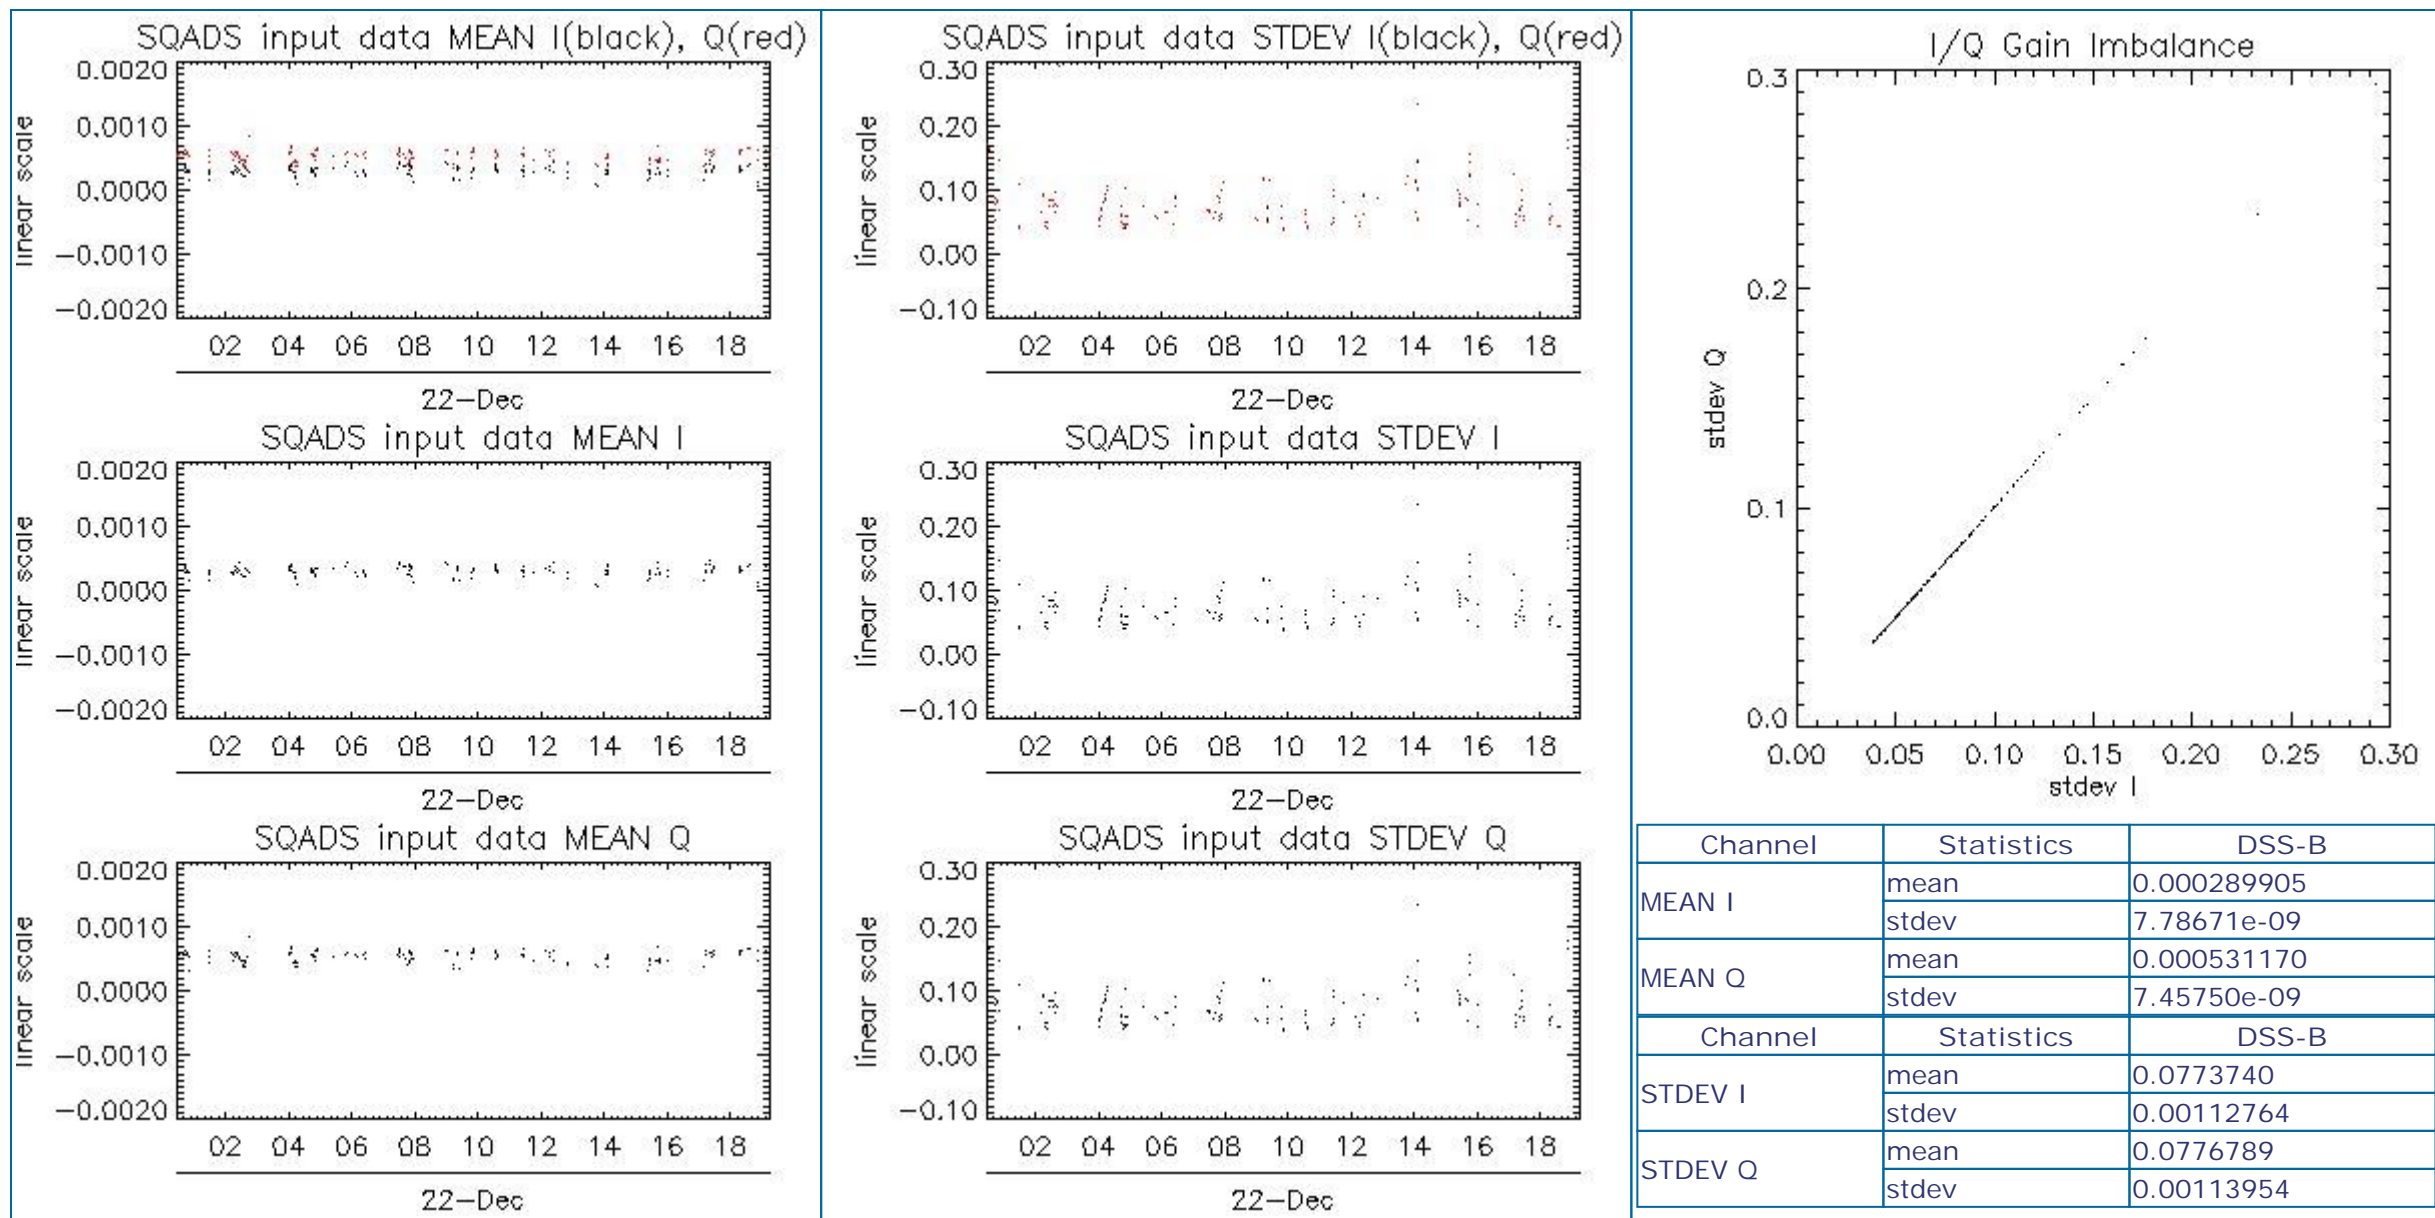 SQADS input data MEAN I(black), Q(red)
linear scale
0.0020
0.0010
0.0000
-0.0010
-0.0020
02 04 06 08 10 12 14 16 18
22-Dec
SQADS input data MEAN I
linear scale
0.0020
0.0010
0.0000
-0.0010
-0.0020
02 04 06 08 10 12 14 16 18
22-Dec
SQADS input data MEAN Q
linear scale
0.0020
0.0010
0.0000
-0.0010
-0.0020
02 04 06 08 10 12 14 16 18
22-Dec
SQADS input data STDEV I(black), Q(red)
linear scale
0.30
0.20
0.10
0.00
-0.10
02 04 06 08 10 12 14 16 18
22-Dec
SQADS input data STDEV I
linear scale
0.30
0.20
0.10
0.00
-0.10
02 04 06 08 10 12 14 16 18
22-Dec
SQADS input data STDEV Q
linear scale
0.30
0.20
0.10
0.00
-0.10
02 04 06 08 10 12 14 16 18
22-Dec
I/Q Gain Imbalance
stdev Q
0.3
0.2
0.1
0.0
0.00 0.05 0.10 0.15 0.20 0.25 0.30
stdev I
Channel Statistics DSS-B
MEAN I
mean 0.000289905
stdev 7.78671e-09
MEAN Q
mean 0.000531170
stdev 7.45750e-09
Channel Statistics DSS-B
STDEV I
mean 0.0773740
stdev 0.00112764
STDEV Q
mean 0.0776789
stdev 0.00113954